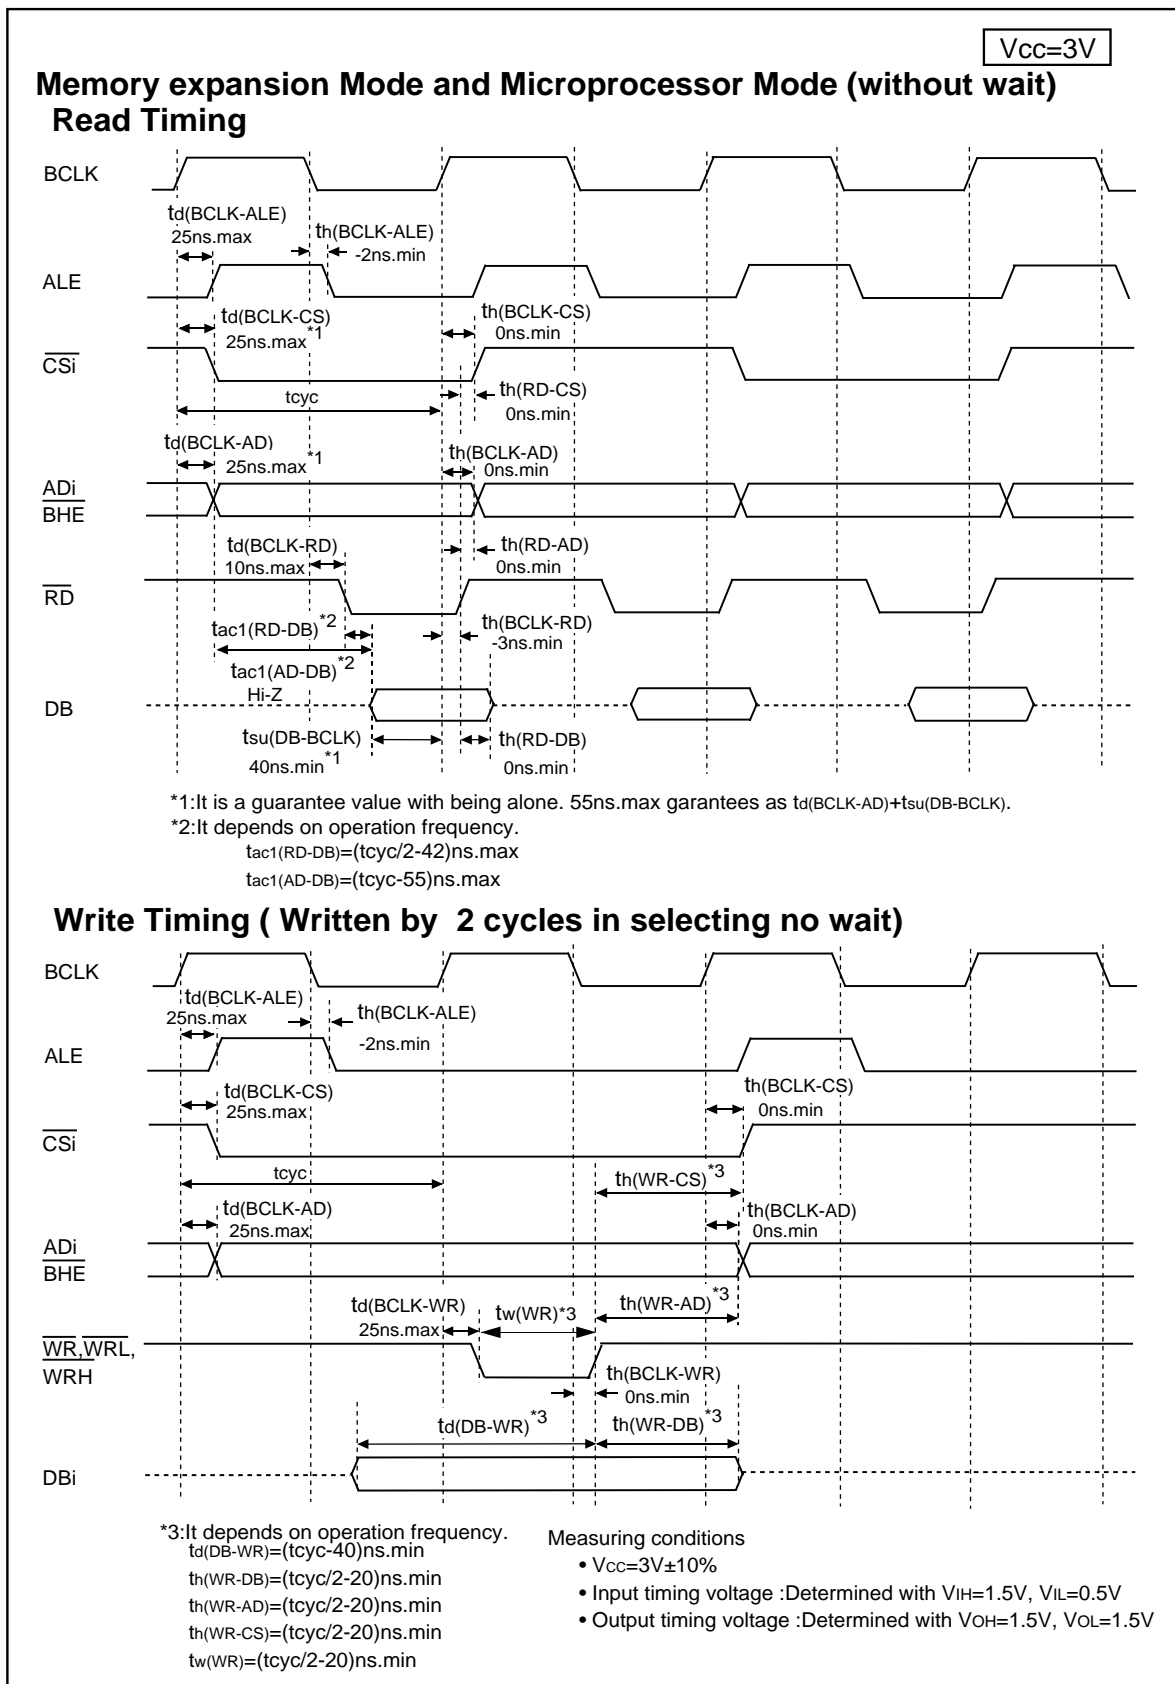 Vcc=3V
Memory expansion Mode and Microprocessor Mode (without wait)
Read Timing
BCLK
td(BCLK-ALE)
25ns.max
th(BCLK-ALE)
-2ns.min
ALE
td(BCLK-CS)
25ns.max*1
th(BCLK-CS)
0ns.min
CSi
tcyc
th(RD-CS)
0ns.min
td(BCLK-AD)
25ns.max*1
th(BCLK-AD)
0ns.min
ADi
BHE
td(BCLK-RD)
10ns.max
th(RD-AD)
0ns.min
RD
tac1(RD-DB)*2
th(BCLK-RD)
-3ns.min
tac1(AD-DB)*2
Hi-Z
DB
tsu(DB-BCLK)
40ns.min*1
th(RD-DB)
0ns.min
*1:It is a guarantee value with being alone. 55ns.max garantees as td(BCLK-AD)+tsu(DB-BCLK).
*2:It depends on operation frequency.
tac1(RD-DB)=(tcyc/2-42)ns.max
tac1(AD-DB)=(tcyc-55)ns.max
Write Timing ( Written by 2 cycles in selecting no wait)
BCLK
td(BCLK-ALE)
25ns.max
th(BCLK-ALE)
-2ns.min
ALE
td(BCLK-CS)
25ns.max
th(BCLK-CS)
0ns.min
CSi
tcyc
th(WR-CS)*3
td(BCLK-AD)
25ns.max
th(BCLK-AD)
0ns.min
ADi
BHE
td(BCLK-WR)
25ns.max
tw(WR)*3
th(WR-AD)*3
WR,WRL,
WRH
th(BCLK-WR)
0ns.min
td(DB-WR)*3
th(WR-DB)*3
DBi
*3:It depends on operation frequency.
td(DB-WR)=(tcyc-40)ns.min
th(WR-DB)=(tcyc/2-20)ns.min
th(WR-AD)=(tcyc/2-20)ns.min
th(WR-CS)=(tcyc/2-20)ns.min
tw(WR)=(tcyc/2-20)ns.min
Measuring conditions
• VCC=3V±10%
• Input timing voltage :Determined with VIH=1.5V, VIL=0.5V
• Output timing voltage :Determined with VOH=1.5V, VOL=1.5V